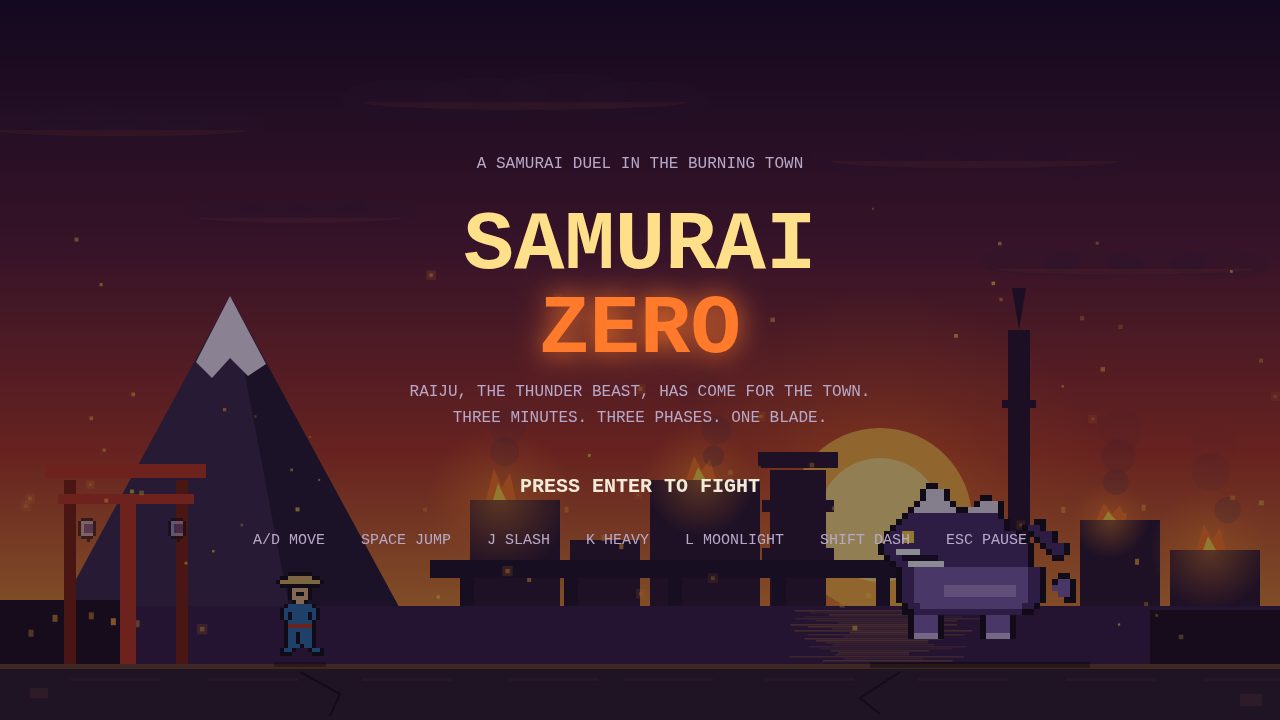 A SAMURAI DUEL IN THE BURNING TOWN
SAMURAI
ZERO
RAIJU, THE THUNDER BEAST, HAS COME FOR THE TOWN.
THREE MINUTES. THREE PHASES. ONE BLADE.
PRESS ENTER TO FIGHT
A/D MOVE SPACE JUMP J SLASH K HEAVY L MOONLIGHT SHIFT DASH ESC PAUSE